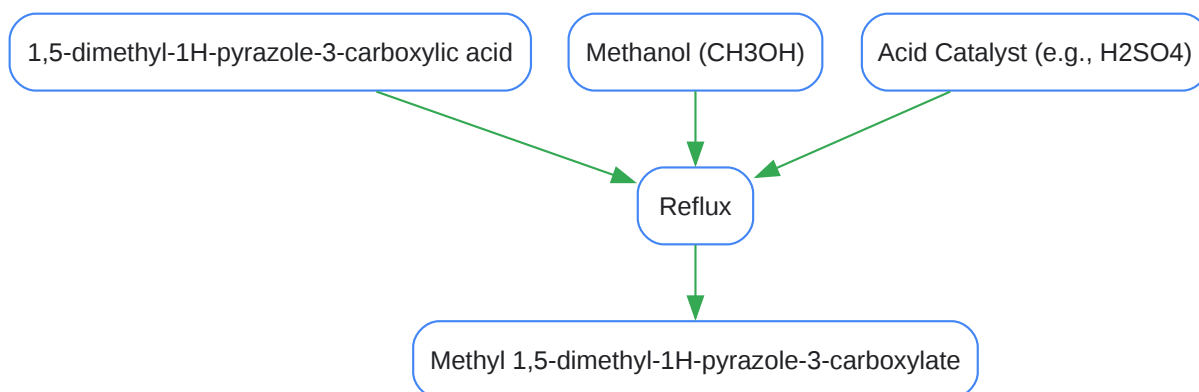 1,5-dimethyl-1H-pyrazole-3-carboxylic acid
Methanol (CH3OH)
Acid Catalyst (e.g., H2SO4)
Reflux
Methyl 1,5-dimethyl-1H-pyrazole-3-carboxylate